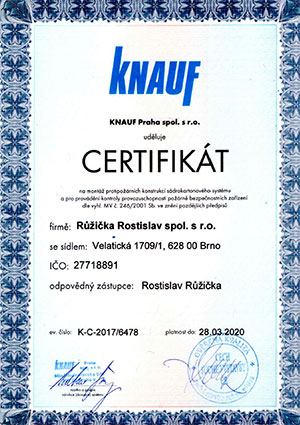 KNAUF
KNAUF Praha spol. s r.o.
uděluje
CERTIFIKÁT
na montáž protipožárních konstrukcí sádrokartonového systému
a pro provádění kontroly provozuschopnosti požárně bezpečnostních zařízení
dle vyhl. MV č. 246/2001 Sb. ve znění pozdějších předpisů
firmě: Růžička Rostislav spol. s r.o.
se sídlem: Velatická 1709/1, 628 00 Brno
IČO: 27718891
odpovědný zástupce: Rostislav Růžička
ev. číslo: K-C-2017/6478 platnost do: 28.03.2020
KNAUF